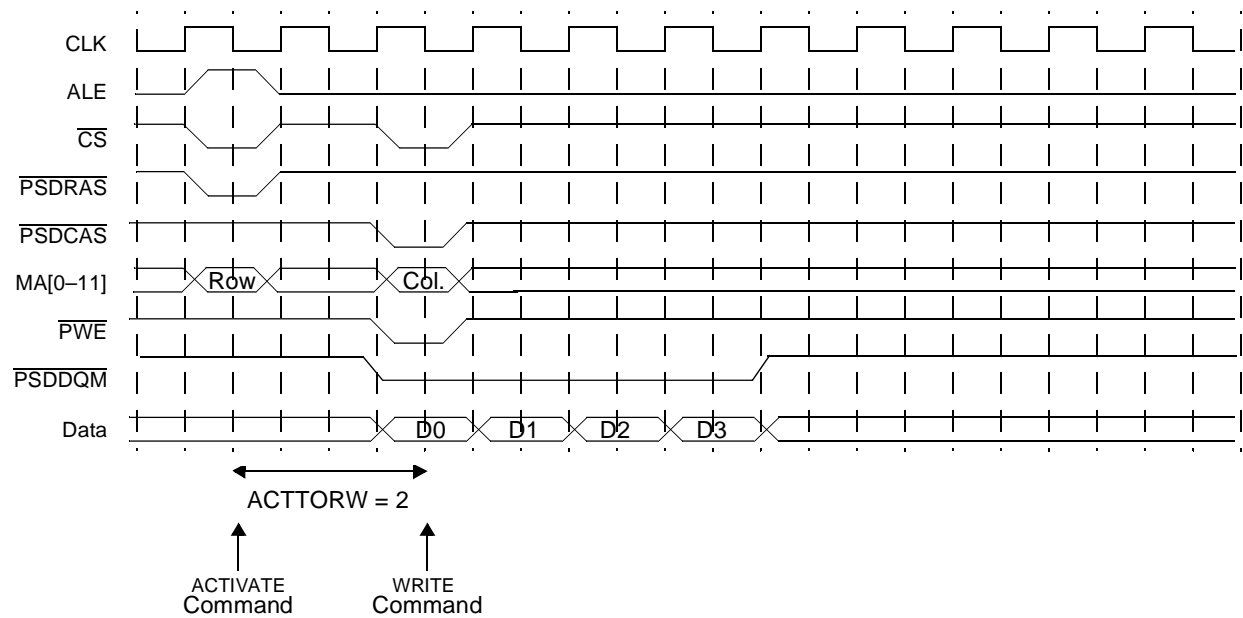 CLK
ALE
CS
PSDRAS
PSDCAS
MA[0–11] Row Col.
PWE
PSDDQM
Data D0 D1 D2 D3
ACTTORW = 2
ACTIVATE WRITE
Command Command